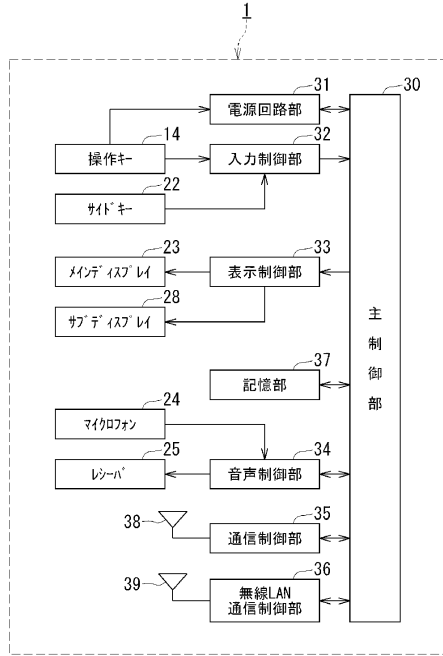 1
31
30
電源回路部
14
32
操作キー
入力制御部
22
サイドキー
23
33
メインディスプレイ
表示制御部
28
サブディスプレイ
主制御部
37
記憶部
24
マイクロフォン
25
34
レシーバ
音声制御部
38
35
通信制御部
39
36
無線LAN
通信制御部